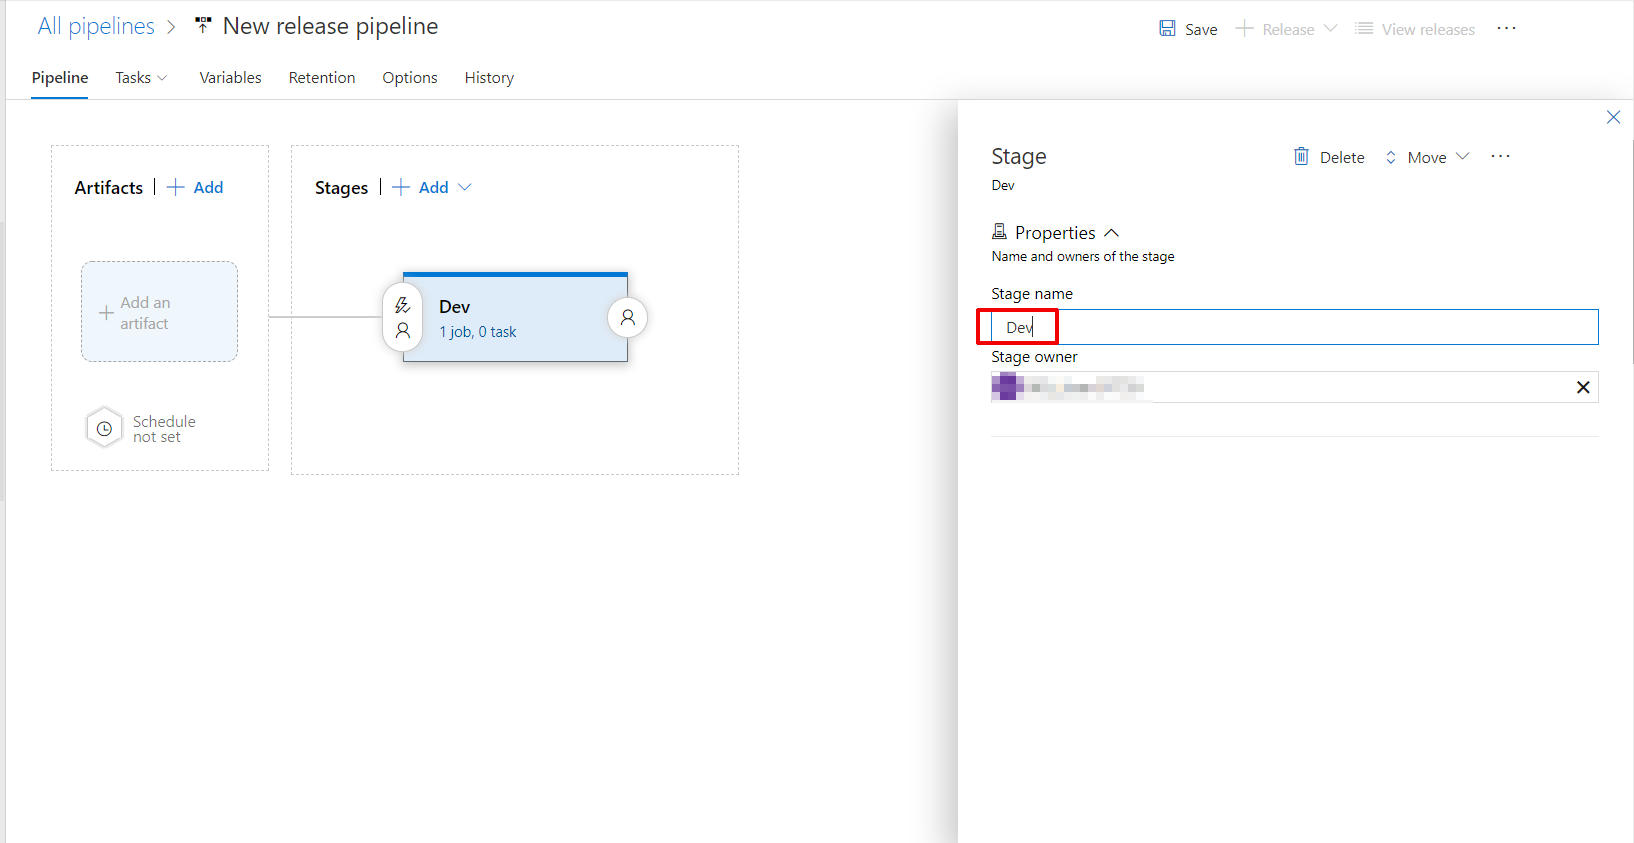 All pipelines > New release pipeline
Save Release View releases ...
Pipeline Tasks Variables Retention Options History
Artifacts | + Add
Stages | + Add
Add an
artifact
Schedule
not set
Dev
1 job, 0 task
Stage
Delete Move ...
Dev
Properties
Name and owners of the stage
Stage name
Dev
Stage owner